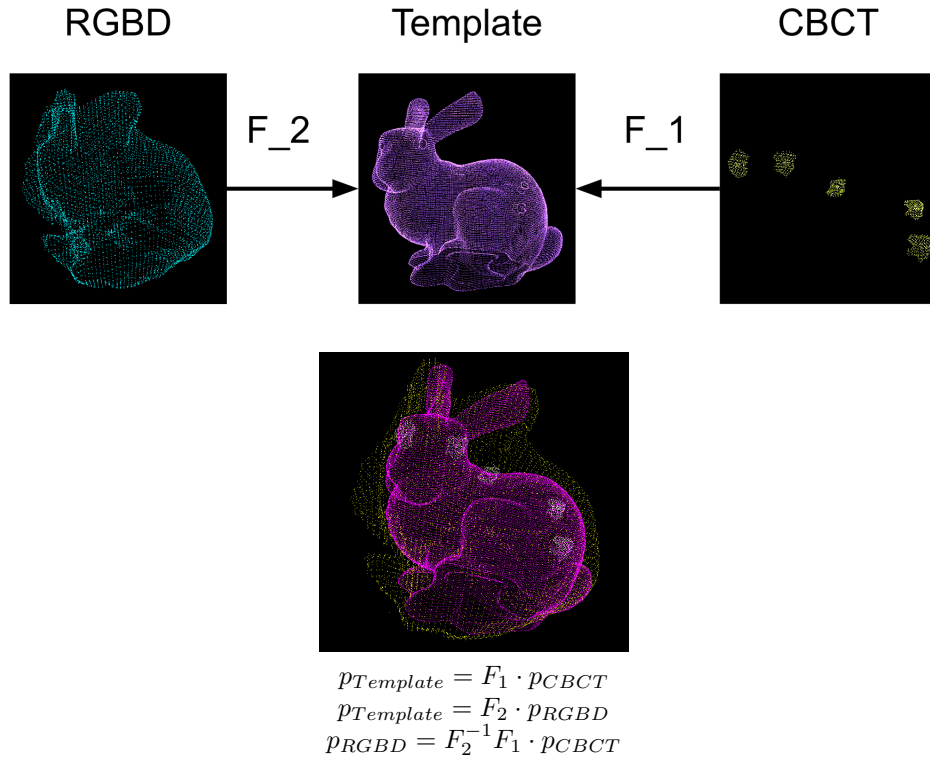 RGBD Template CBCT
F_2 F_1
p_{Template} = F_1 · p_{CBCT}
p_{Template} = F_2 · p_{RGBD}
p_{RGBD} = F_2^{-1} F_1 · p_{CBCT}